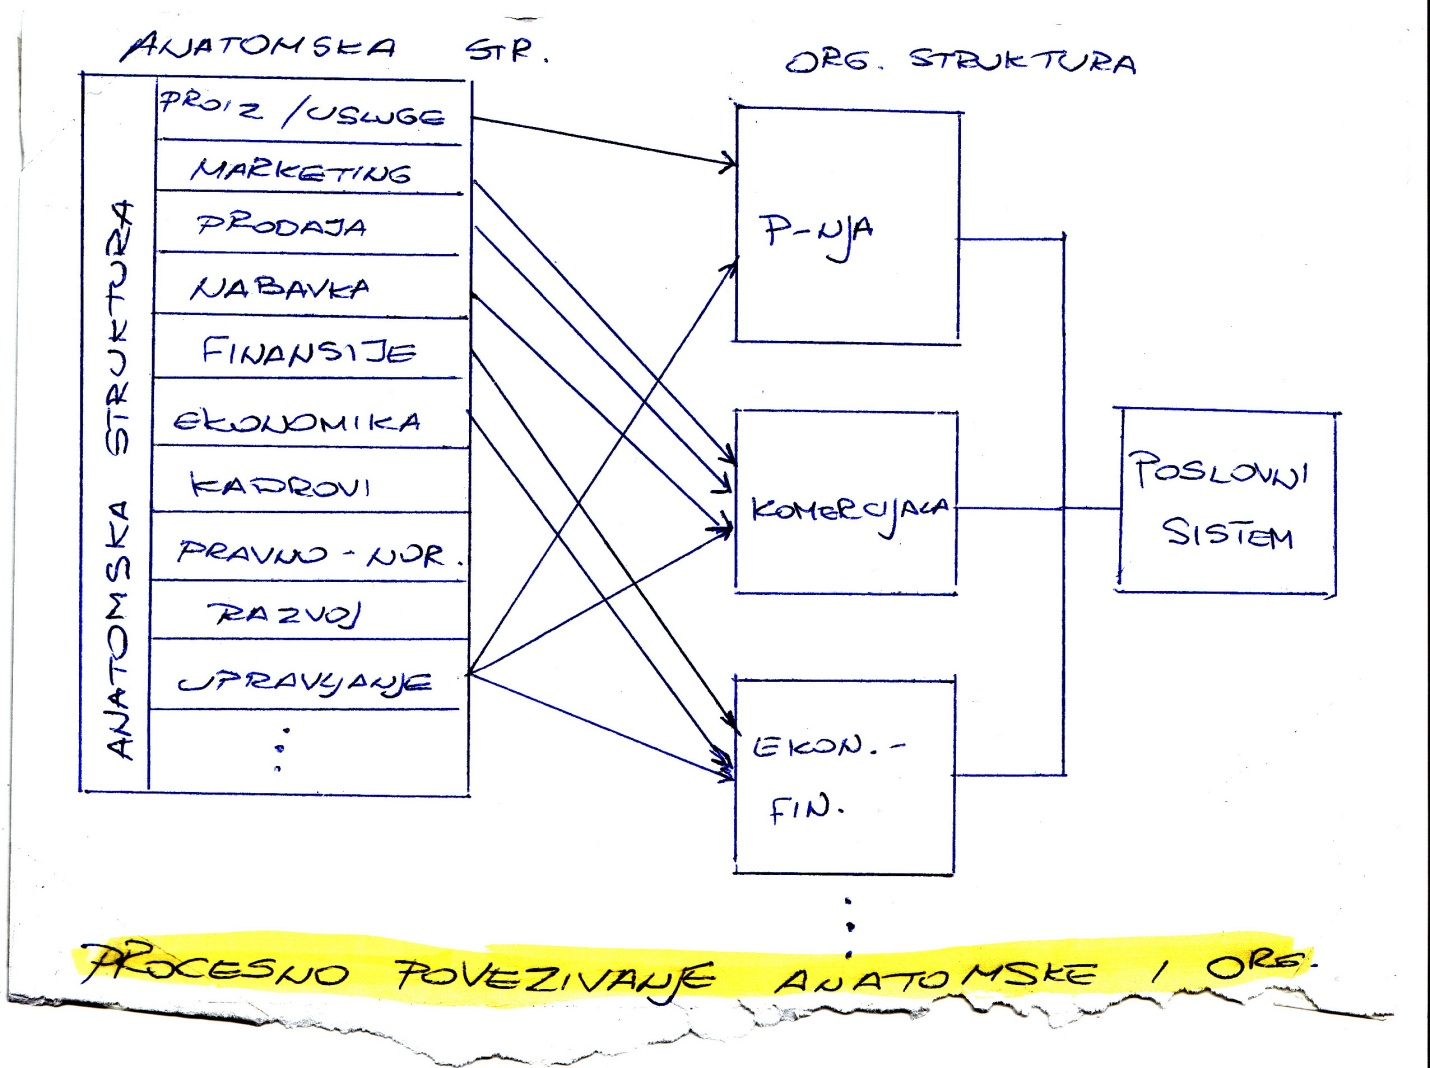 ANATOMSKA STR.
ORG. STRUKTURA
ANATOMSKA STRUKTURA
PROIZ/USLUGE
MARKETING
PRODAJA
NABAVKA
FINANSIJE
EKONOMIKA
KADROVI
PRAVNO-NOR.
RAZVOJ
UPRAVLJANJE
P-NJA
KOMERCIJALA
EKON.-
FIN.
POSLOVNI
SISTEM
PROCESNO POVEZIVANJE ANATOMSKE I ORG.